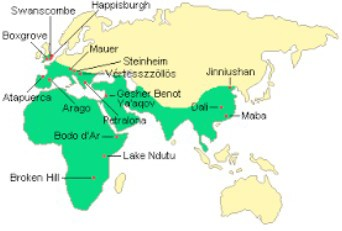 Happisburgh
Swanscombe
Boxgrove
Mauer
Steinheim
Vértesszzöllös
Jinniushan
Gesher Benot
Ya'aqov
Atapuerca
Arago
Petralona
Dali
Maba
Bodo d'Ar
Lake Ndutu
Broken Hill